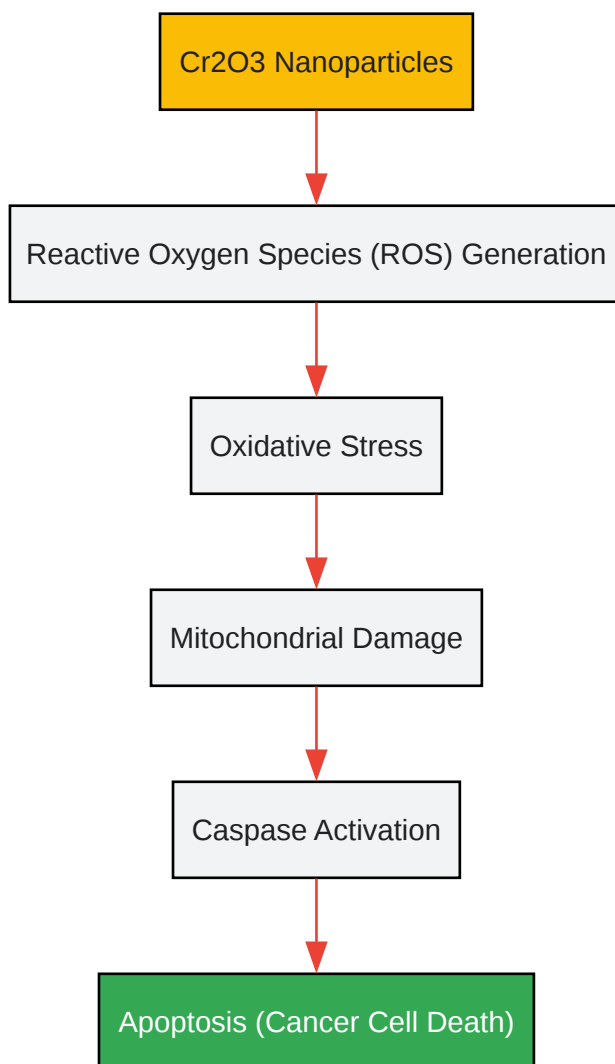 Cr2O3 Nanoparticles
Reactive Oxygen Species (ROS) Generation
Oxidative Stress
Mitochondrial Damage
Caspase Activation
Apoptosis (Cancer Cell Death)